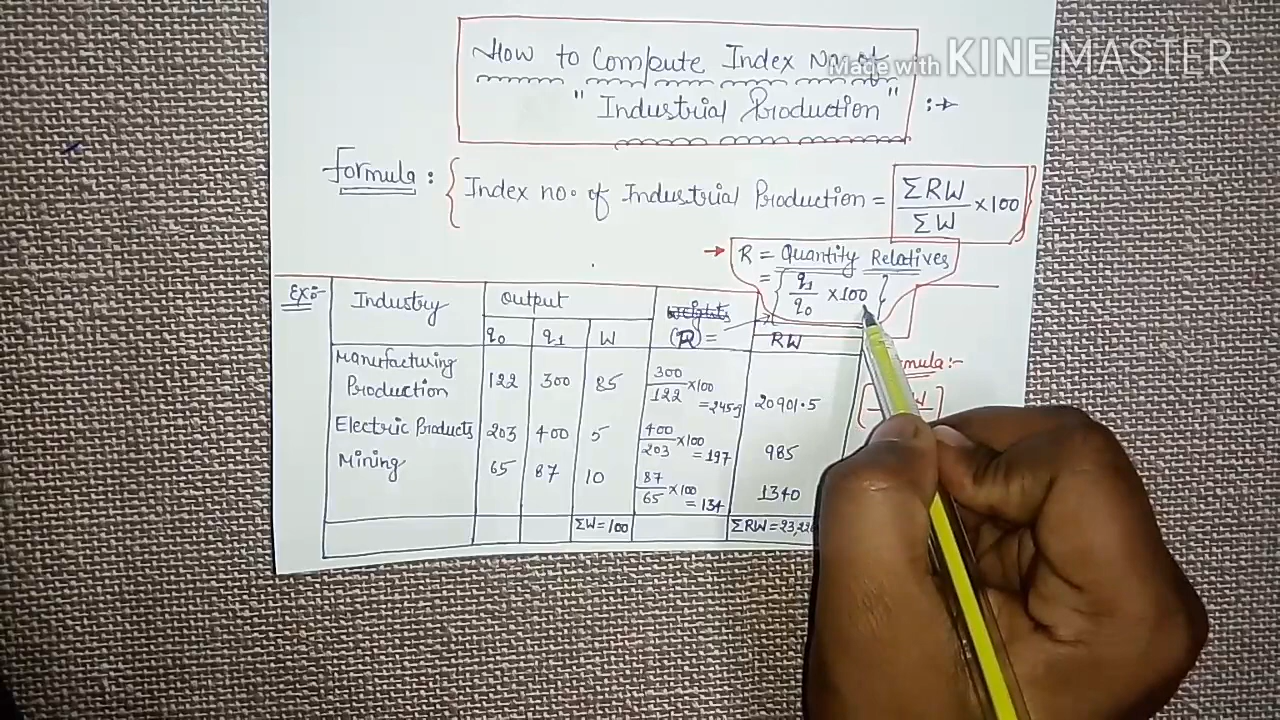 How to Compute Index No. of
"Industrial Production" :→
Made with KINEMASTER
Formula : { Index no. of Industrial Production = ΣRW/ΣW ×100 }
→ R = Quantity Relatives
= { q1/q0 ×100 }
Ex:- Industry Output
q0 q1 W (R) = RW
Manufacturing
Production 122 300 85 300/122 ×100 = 245.9 20901.5
Electric Products 203 400 5 400/203 ×100 = 197 985
Mining 65 87 10 87/65 ×100 = 134 1340
ΣW = 100 ΣRW = 23,22